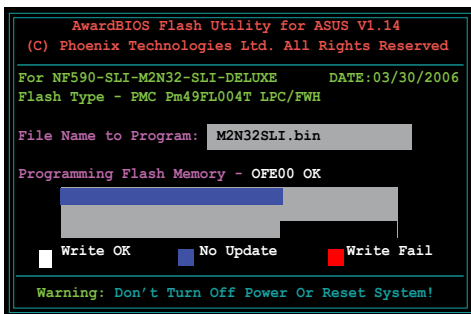 AwardBIOS Flash Utility for ASUS V1.14
(C) Phoenix Technologies Ltd. All Rights Reserved
For NF590-SLI-M2N32-SLI-DELUXE DATE:03/30/2006
Flash Type - PMC Pm49FL004T LPC/FWH
File Name to Program: M2N32SLI.bin
Programming Flash Memory - OFE00 OK
Write OK No Update Write Fail
Warning: Don't Turn Off Power Or Reset System!